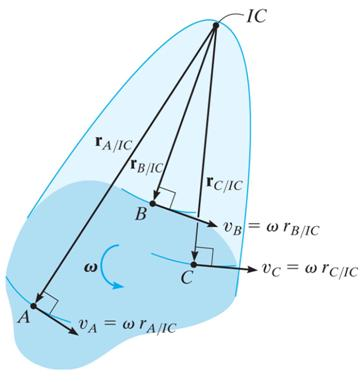 IC
r_A/IC
r_B/IC
r_C/IC
B
v_B = ω r_B/IC
ω
C
v_C = ω r_C/IC
A
v_A = ω r_A/IC